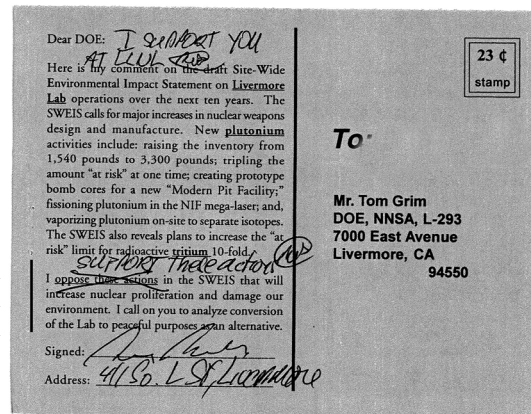 Dear DOE: I SUPPORT YOU
AT LLNL
Here is my comment on the draft Site-Wide
Environmental Impact Statement on Livermore
Lab operations over the next ten years. The
SWEIS calls for major increases in nuclear weapons
design and manufacture. New plutonium
activities include: raising the inventory from
1,540 pounds to 3,300 pounds; tripling the
amount "at risk" at one time; creating prototype
bomb cores for a new "Modern Pit Facility;"
fissioning plutonium in the NIF mega-laser; and,
vaporizing plutonium on-site to separate isotopes.
The SWEIS also reveals plans to increase the "at
risk" limit for radioactive tritium 10-fold.
SUPPORT These action
I oppose these actions in the SWEIS that will
increase nuclear proliferation and damage our
environment. I call on you to analyze conversion
of the Lab to peaceful purposes as an alternative.
Signed:
Address: 411 So. L St, Livermore
23 ¢
stamp
To
Mr. Tom Grim
DOE, NNSA, L-293
7000 East Avenue
Livermore, CA
94550